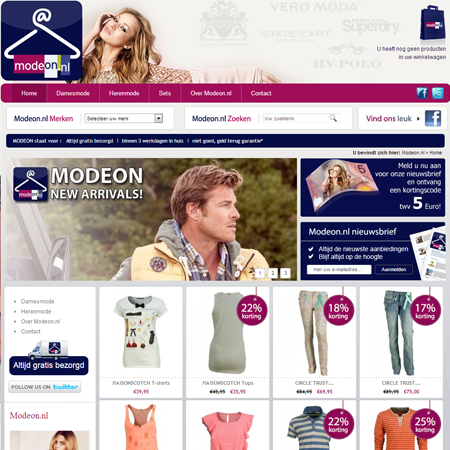 @
modeon.nl
VERO MODA
STATE OF ART
Superdry.
HV POLO
U heeft nog geen producten
in uw winkelwagen
Home Damesmode Herenmode Sets Over Modeon.nl Contact
Modeon.nl Merken Selecteer uw merk Modeon.nl Zoeken Uw zoekterm Vind ons leuk
MODEON staat voor : Altijd gratis bezorgd | binnen 3 werkdagen in huis | niet goed, geld terug garantie*
U bevindt zich hier: Modeon.nl » Home
@
modeon.nl
MODEON
NEW ARRIVALS!
1 2 3
Meld u nu aan
voor onze nieuwsbrief
en ontvang
een kortingscode
twv 5 Euro!
Modeon.nl nieuwsbrief
Altijd de nieuwste aanbiedingen
Blijf altijd op de hoogte
Uw e-mailadres... Aanmelden
Damesmode
Herenmode
Over Modeon.nl
Contact
Altijd gratis bezorgd
FOLLOW US ON twitter
Modeon.nl
22% korting
18% korting
17% korting
MAISONSCOTCH T-shirts
€39,95
MAISONSCOTCH Tops
€45,95 €35,95
CIRCLE TRUST...
€84,95 €69,95
CIRCLE TRUST...
€89,95 €75,00
22% korting
25% korting